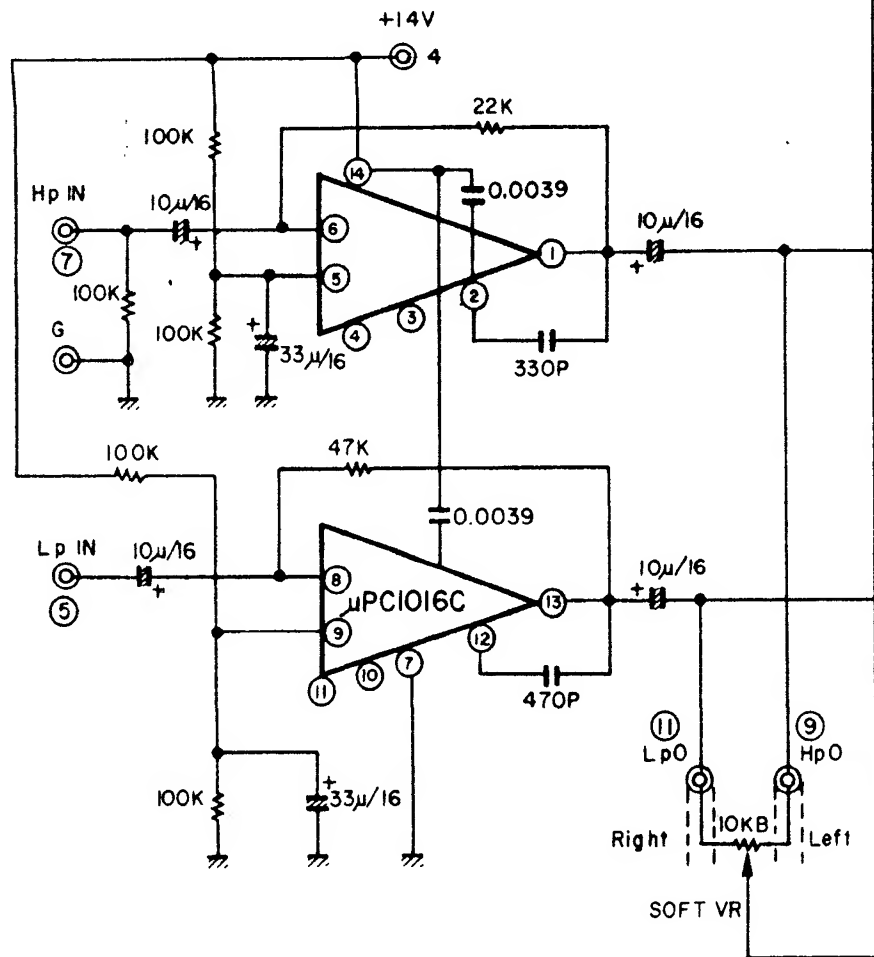 +14V
4
22K
100K
14
0.0039
Hp IN
10μ/16
+
6
1
10μ/16
+
7
5
2
100K
3
4
G
100K
+
33μ/16
330P
47K
100K
0.0039
Lp IN
10μ/16
+
8
μPC1016C
13
10μ/16
+
5
9
12
7
10
11
470P
11
LpO
9
HpO
100K
+
33μ/16
10KB
Right
Left
SOFT VR